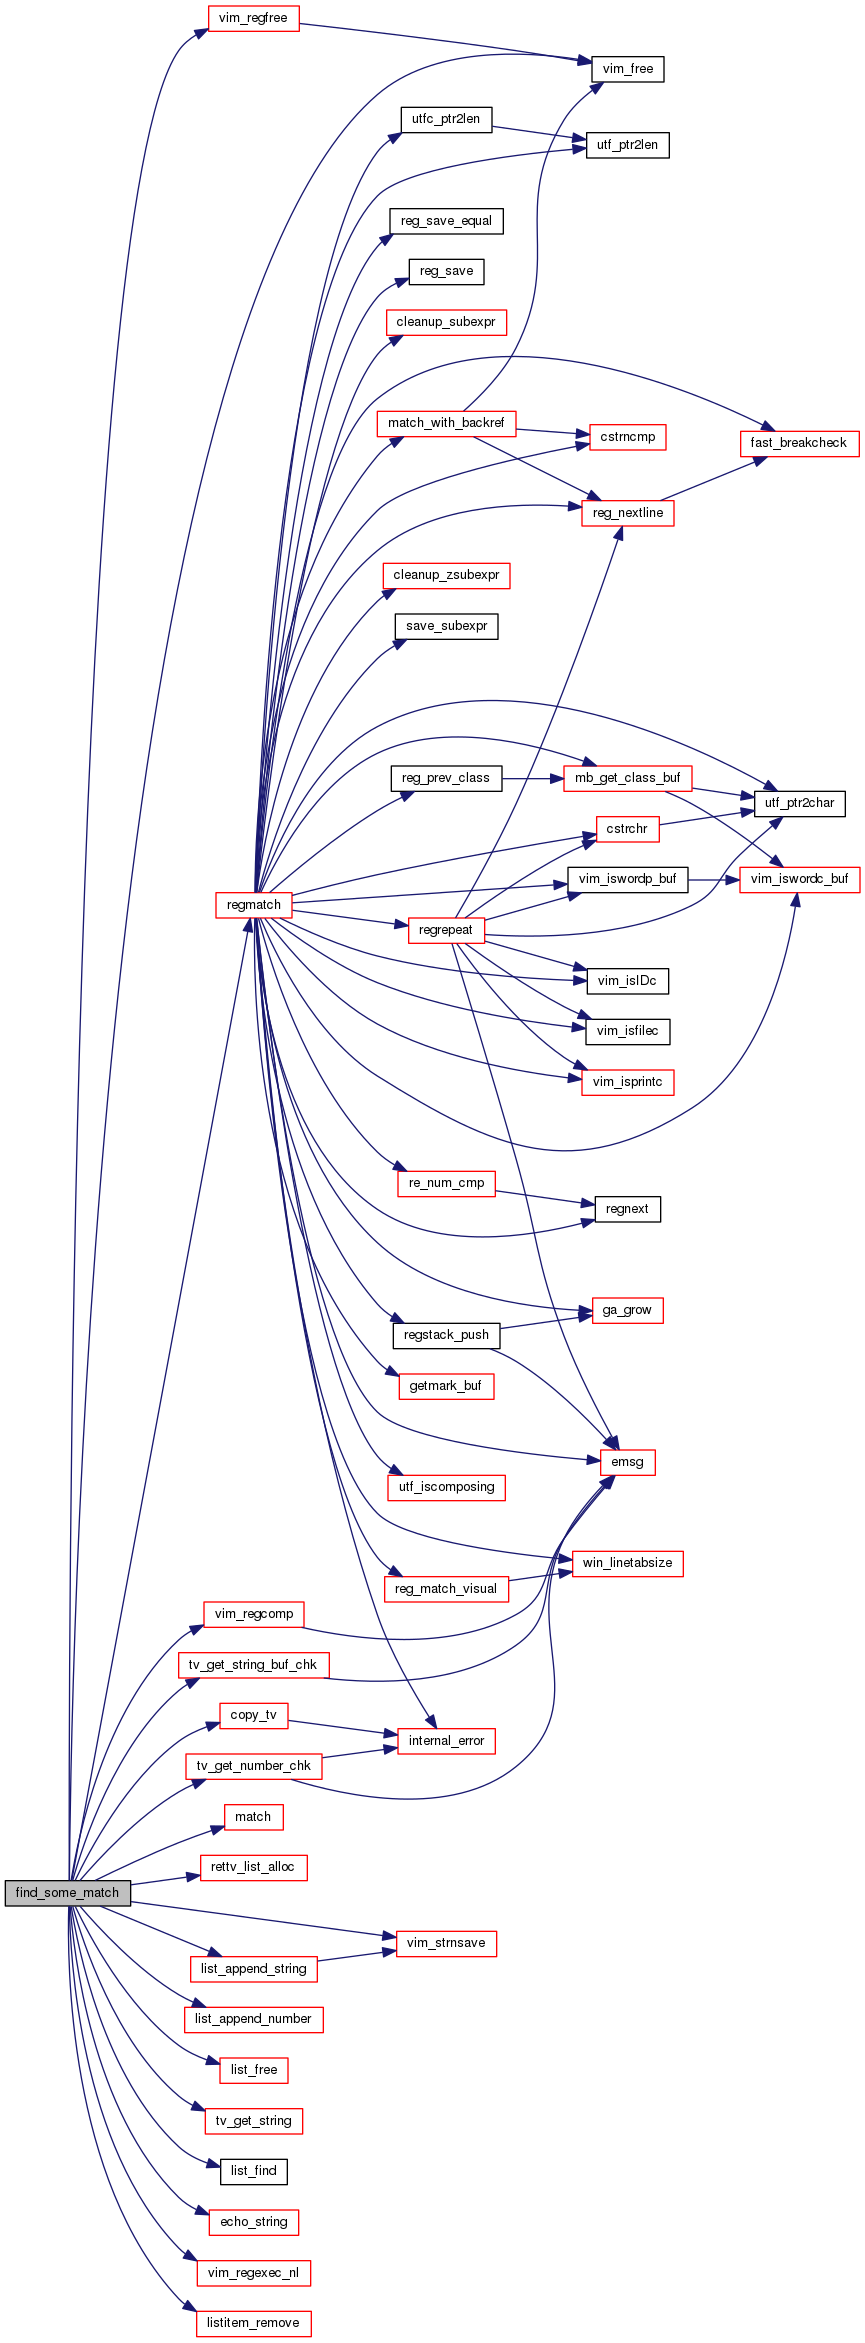 vim_regfree
vim_free
utfc_ptr2len
utf_ptr2len
reg_save_equal
reg_save
cleanup_subexpr
match_with_backref
cstrncmp
fast_breakcheck
reg_nextline
cleanup_zsubexpr
save_subexpr
reg_prev_class
mb_get_class_buf
utf_ptr2char
cstrchr
vim_iswordp_buf
vim_iswordc_buf
regmatch
regrepeat
vim_isIDc
vim_isfilec
vim_isprintc
re_num_cmp
regnext
ga_grow
regstack_push
getmark_buf
emsg
utf_iscomposing
win_linetabsize
reg_match_visual
vim_regcomp
tv_get_string_buf_chk
copy_tv
internal_error
tv_get_number_chk
match
rettv_list_alloc
find_some_match
vim_strnsave
list_append_string
list_append_number
list_free
tv_get_string
list_find
echo_string
vim_regexec_nl
listitem_remove